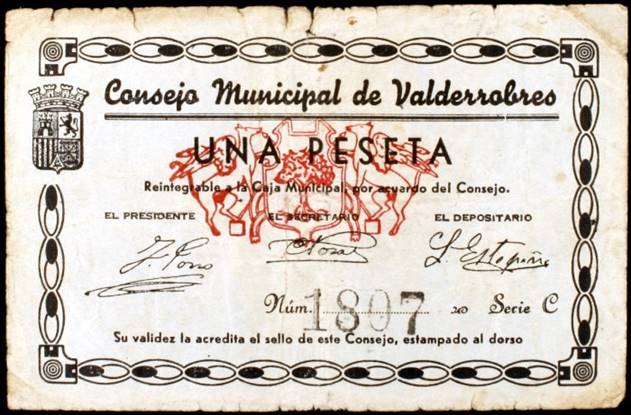 Consejo Municipal de Valderrobres
UNA PESETA
Reintegrable a la Caja Municipal, por acuerdo del Consejo.
EL PRESIDENTE EL SECRETARIO EL DEPOSITARIO
Núm. 1807 Serie C
Su validez la acredita el sello de este Consejo, estampado al dorso